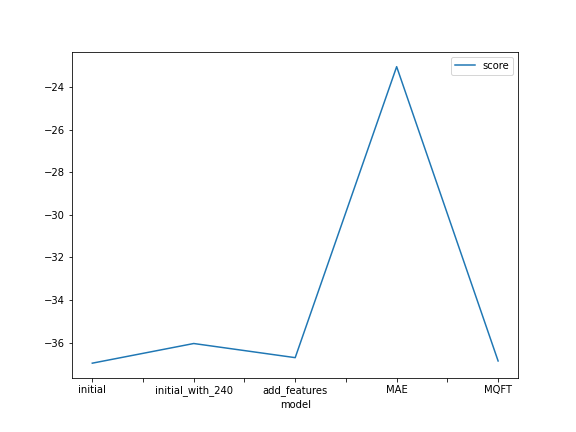 score
−24
−26
−28
−30
−32
−34
−36
initial
initial_with_240
add_features
MAE
MQFT
model